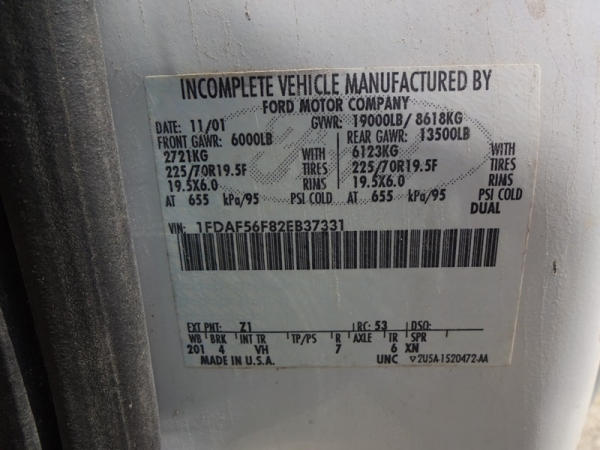 INCOMPLETE VEHICLE MANUFACTURED BY
FORD MOTOR COMPANY
DATE: 11/01 GVWR: 19000LB/ 8618KG
FRONT GAWR: 6000LB REAR GAWR: 13500LB
2721KG WITH 6123KG WITH
225/70R19.5F TIRES 225/70R19.5F TIRES
19.5X6.0 RIMS 19.5X6.0 RIMS
AT 655 kPa/95 PSI COLD AT 655 kPa/95 PSI COLD
DUAL
VIN: 1FDAF56F82EB37331
EXT PNT: Z1 RC: 53 DSO:
WB BRK INT TR TP/PS R AXLE TR SPR
201 4 VH 7 6 XN
MADE IN U.S.A. UNC ▽2U5A-1520472-AA